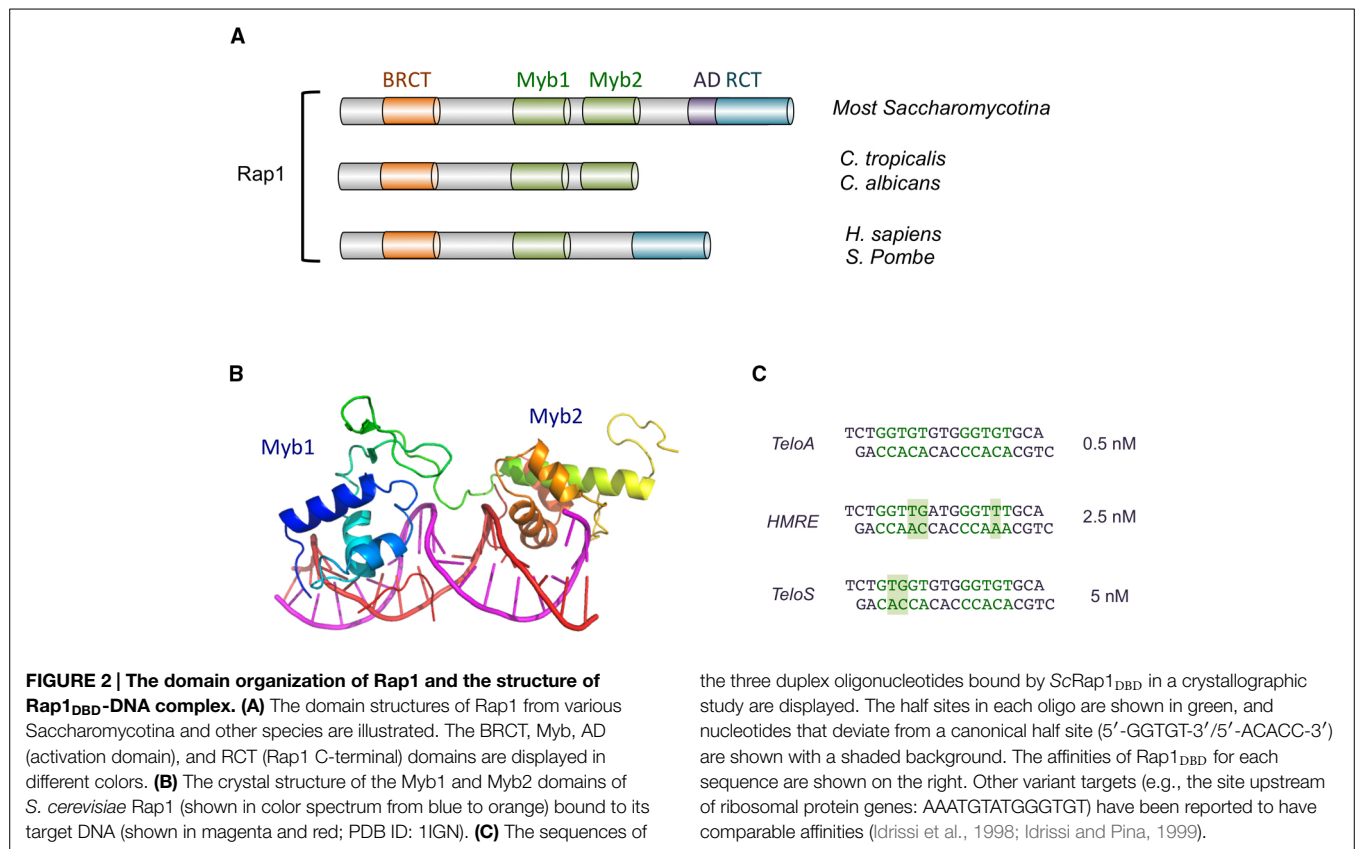 A
BRCT Myb1 Myb2 AD RCT
Most Saccharomycotina
Rap1
C. tropicalis
C. albicans
H. sapiens
S. Pombe
B
Myb1
Myb2
C
TeloA
TCTGGTGTGTGGGTGTGCA
GACCACACACCCACACGTC
0.5 nM
HMRE
TCTGGTTGATGGGTTTGCA
GACCAACCACCCAAACGTC
2.5 nM
TeloS
TCTGTGGTGTGGGTGTGCA
GACACCACACCCACACGTC
5 nM
FIGURE 2 | The domain organization of Rap1 and the structure of
Rap1DBD-DNA complex. (A) The domain structures of Rap1 from various
Saccharomycotina and other species are illustrated. The BRCT, Myb, AD
(activation domain), and RCT (Rap1 C-terminal) domains are displayed in
different colors. (B) The crystal structure of the Myb1 and Myb2 domains of
S. cerevisiae Rap1 (shown in color spectrum from blue to orange) bound to its
target DNA (shown in magenta and red; PDB ID: 1IGN). (C) The sequences of
the three duplex oligonucleotides bound by ScRap1DBD in a crystallographic
study are displayed. The half sites in each oligo are shown in green, and
nucleotides that deviate from a canonical half site (5′-GGTGT-3′/5′-ACACC-3′)
are shown with a shaded background. The affinities of Rap1DBD for each
sequence are shown on the right. Other variant targets (e.g., the site upstream
of ribosomal protein genes: AAATGTATGGGTGT) have been reported to have
comparable affinities (Idrissi et al., 1998; Idrissi and Pina, 1999).